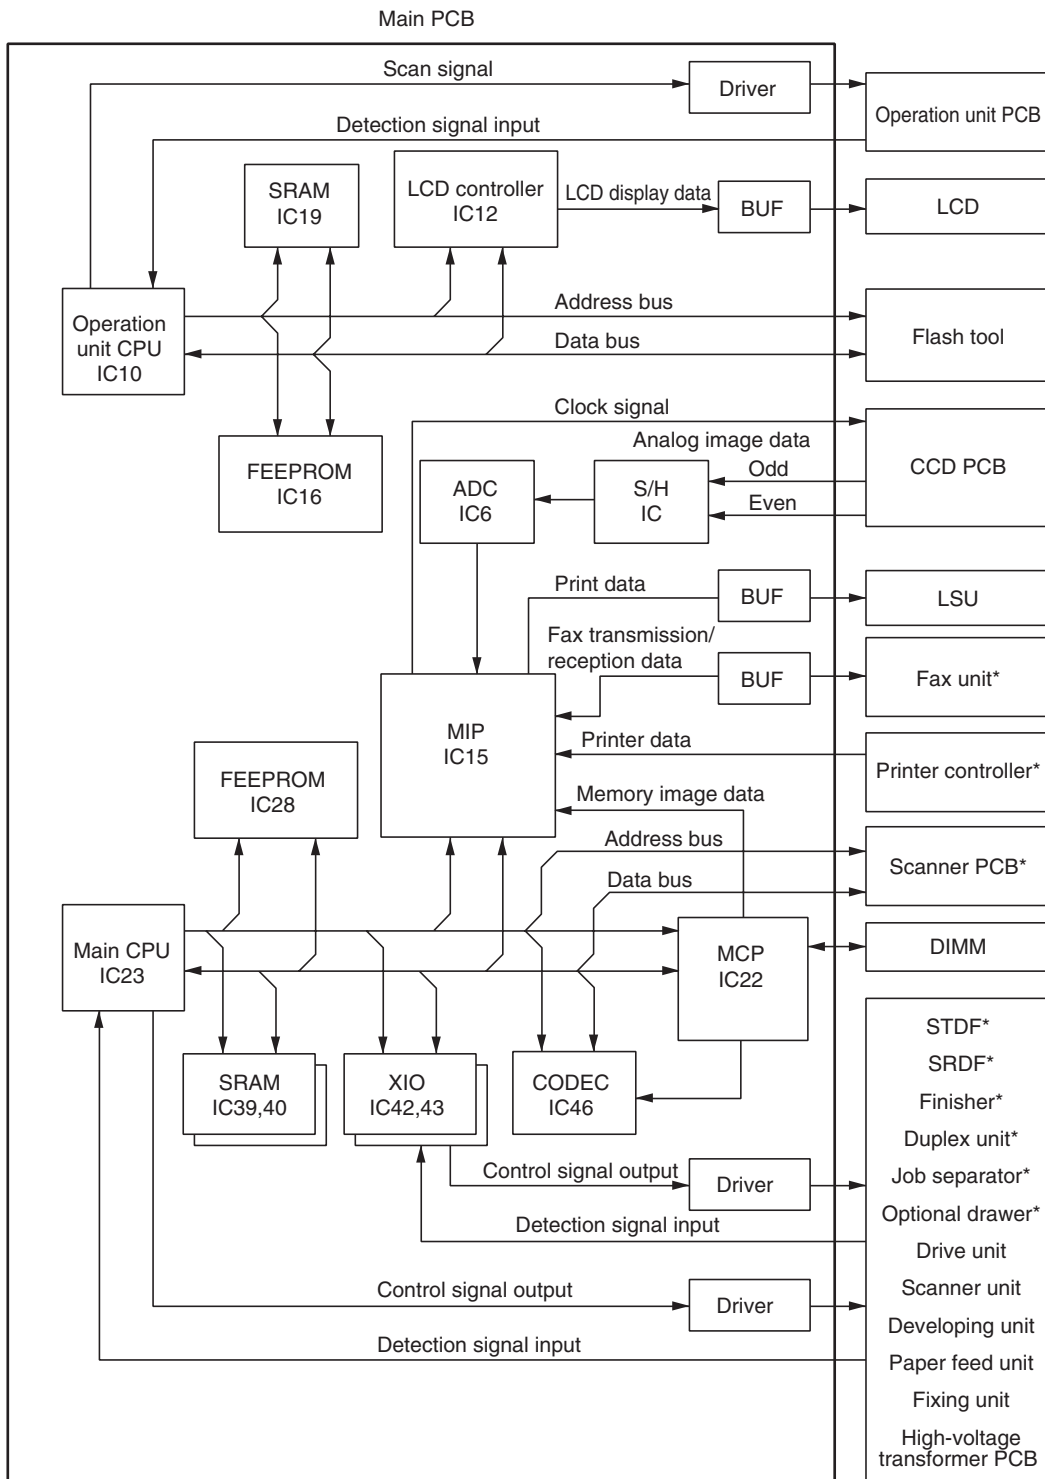 Main PCB
Scan signal
Driver
Operation unit PCB
Detection signal input
SRAM
IC19
LCD controller
IC12
LCD display data
BUF
LCD
Operation
unit CPU
IC10
Address bus
Data bus
Flash tool
FEEPROM
IC16
Clock signal
Analog image data
Odd
Even
CCD PCB
ADC
IC6
S/H
IC
Print data
BUF
LSU
Fax transmission/
reception data
BUF
Fax unit*
MIP
IC15
Printer data
Printer controller*
FEEPROM
IC28
Memory image data
Address bus
Data bus
Scanner PCB*
Main CPU
IC23
MCP
IC22
DIMM
SRAM
IC39,40
XIO
IC42,43
CODEC
IC46
STDF*
SRDF*
Finisher*
Duplex unit*
Job separator*
Optional drawer*
Drive unit
Scanner unit
Developing unit
Paper feed unit
Fixing unit
High-voltage
transformer PCB
Control signal output
Driver
Detection signal input
Control signal output
Driver
Detection signal input